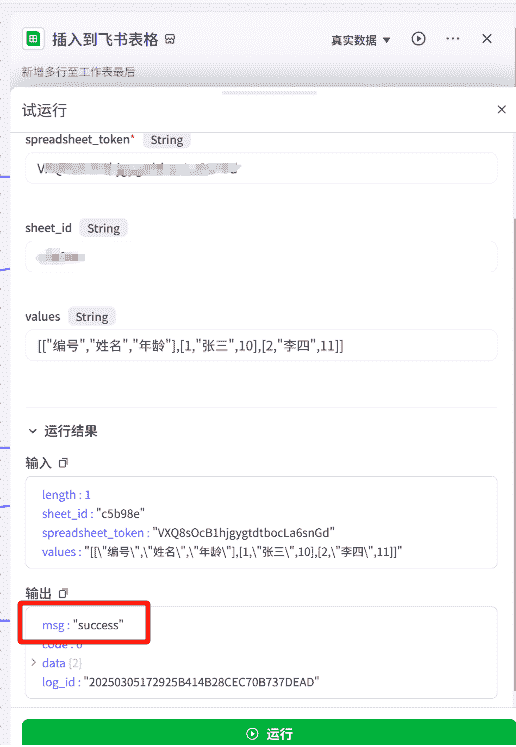 插入到飞书表格
真实数据
新增多行至工作表最后
试运行
spreadsheet_token* String
sheet_id String
values String
[["编号","姓名","年龄"],[1,"张三",10],[2,"李四",11]]
运行结果
输入
length : 1
sheet_id : "c5b98e"
spreadsheet_token : "VXQ8sOcB1hjgygtdtbocLa6snGd"
values : "[[\"编号\",\"姓名\",\"年龄\"],[1,\"张三\",10],[2,\"李四\",11]]"
输出
msg : "success"
code : 0
data {2}
log_id : "20250305172925B414B28CEC70B737DEAD"
运行